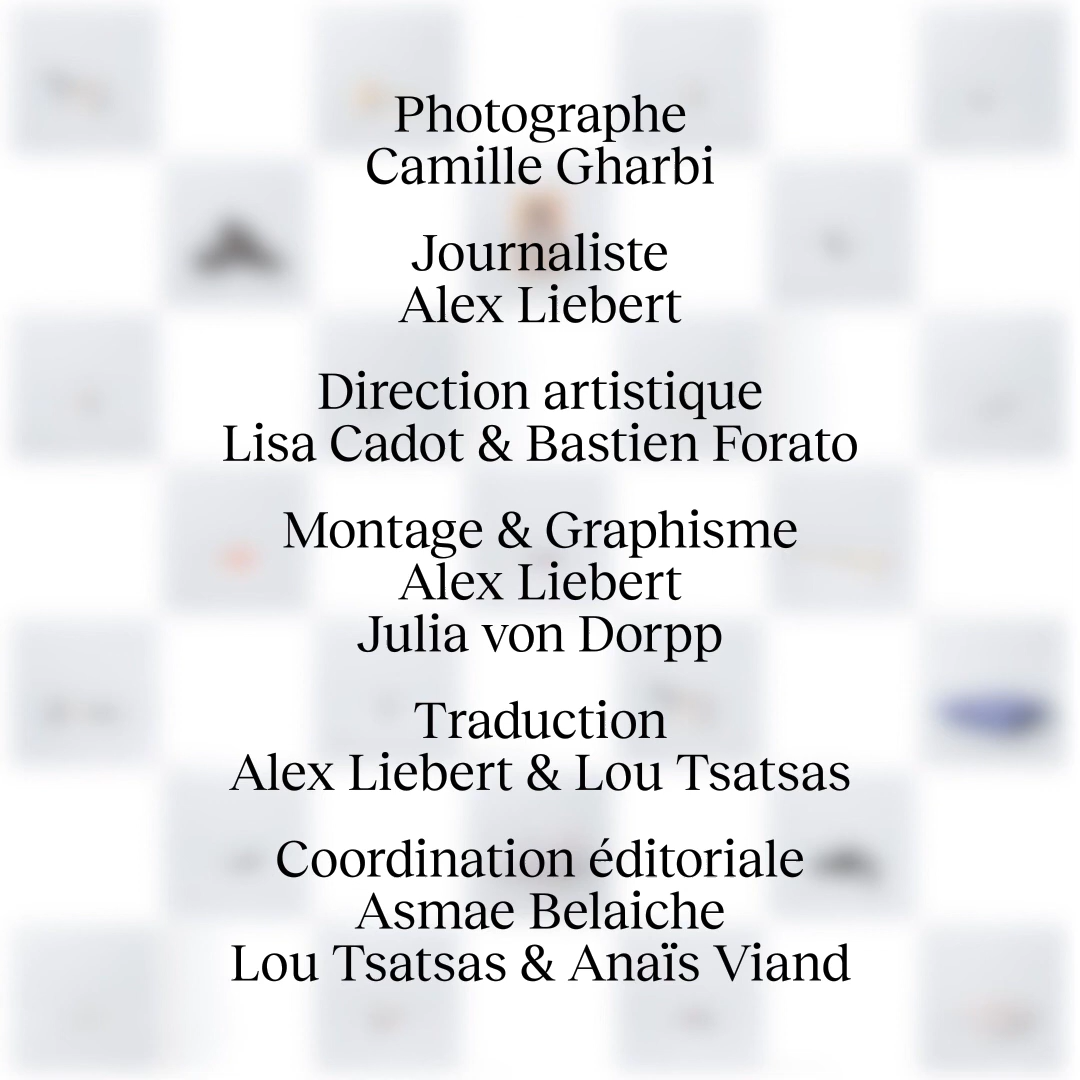 Photographe
Camille Gharbi
Journaliste
Alex Liebert
Direction artistique
Lisa Cadot & Bastien Forato
Montage & Graphisme
Alex Liebert
Julia von Dorpp
Traduction
Alex Liebert & Lou Tsatsas
Coordination éditoriale
Asmae Belaiche
Lou Tsatsas & Anaïs Viand